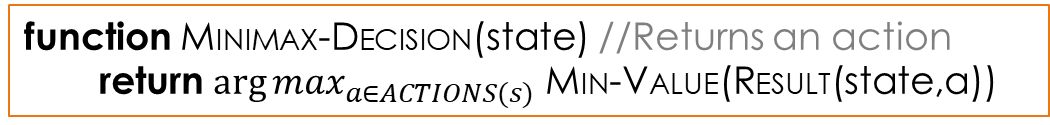 function MINIMAX-DECISION(state) //Returns an action
return arg max_{a∈ACTIONS(s)} MIN-VALUE(RESULT(state,a))